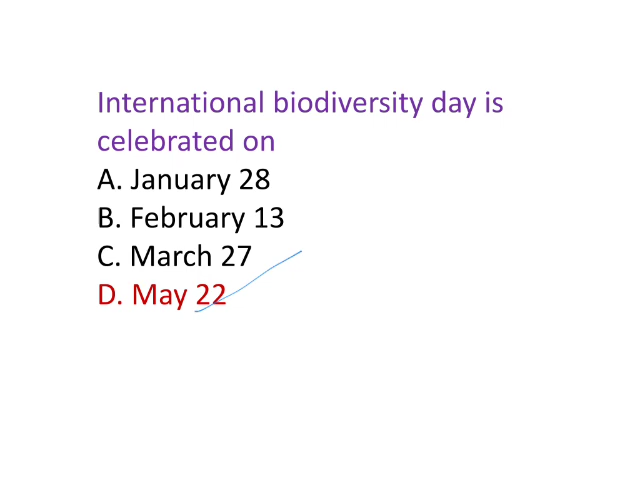 International biodiversity day is
celebrated on
A. January 28
B. February 13
C. March 27
D. May 22